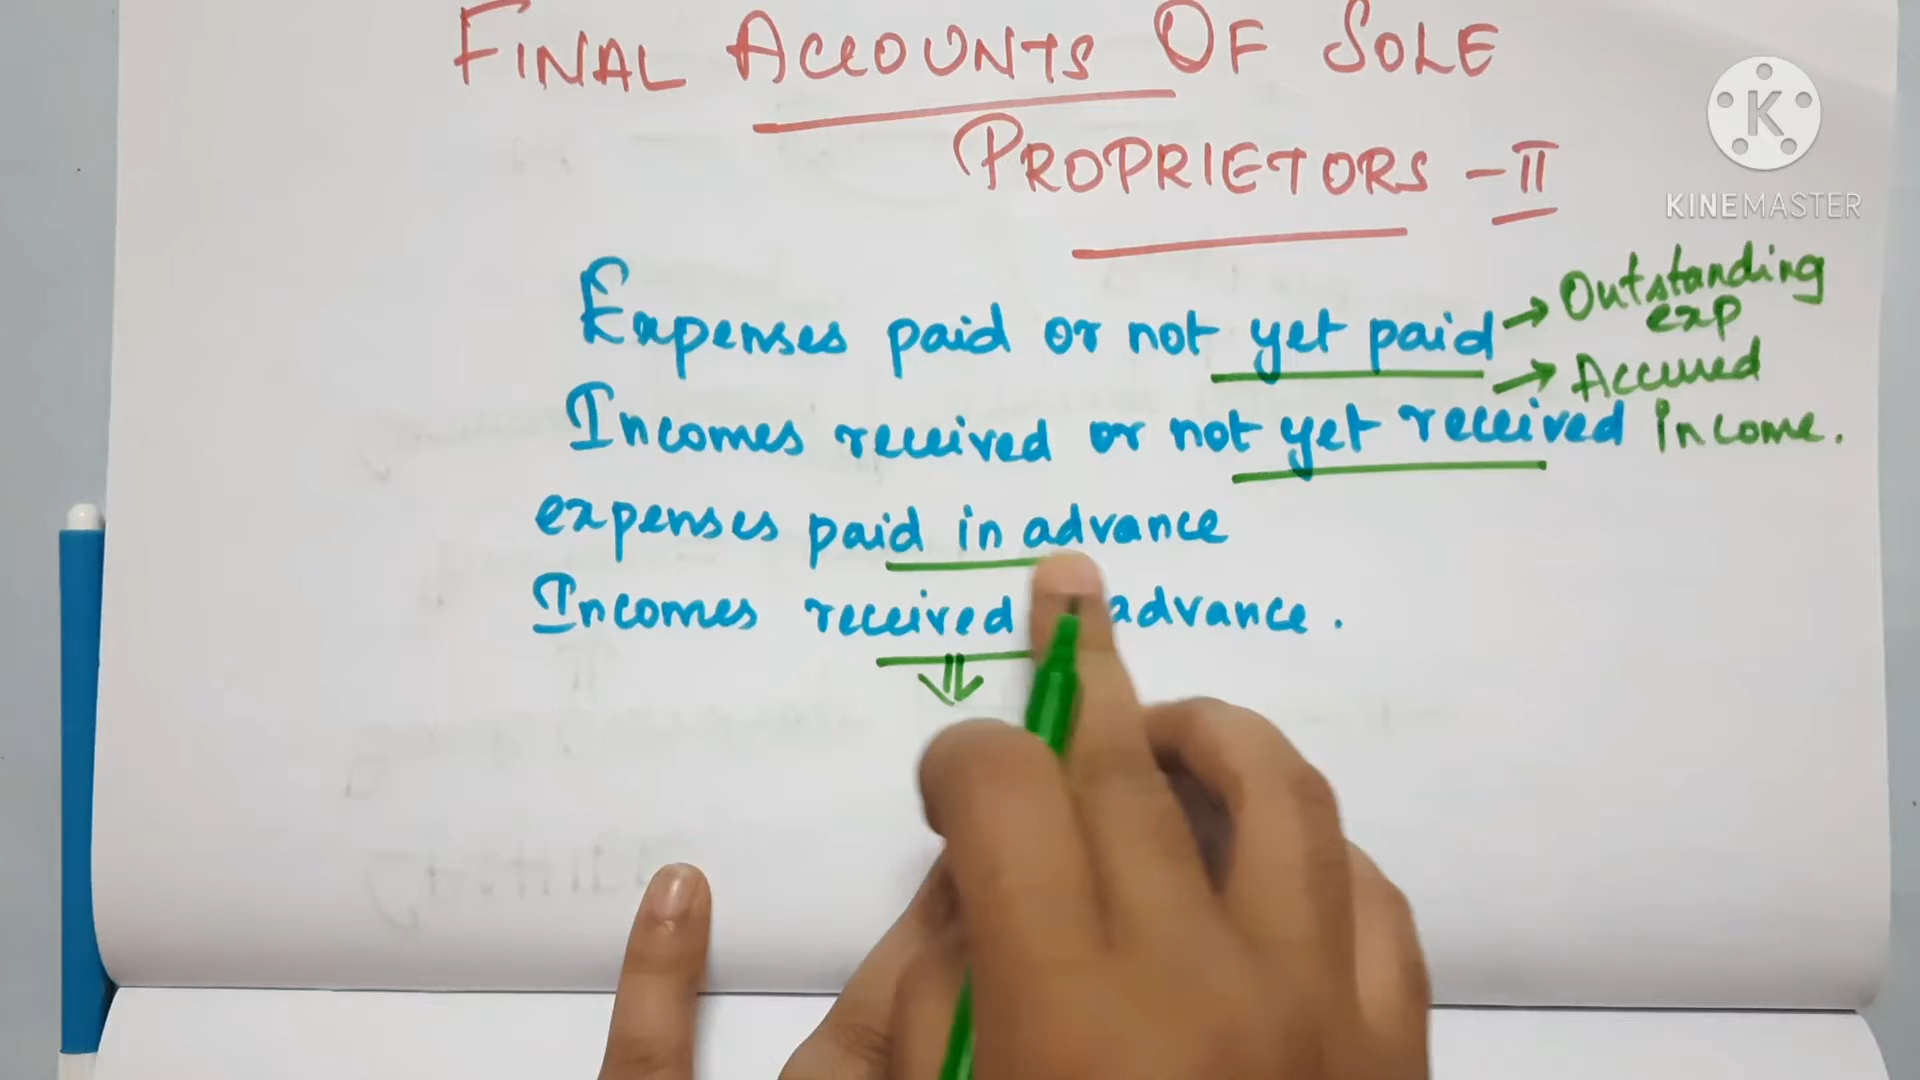 FINAL ACCOUNTS OF SOLE
PROPRIETORS - II
K
KINEMASTER
Expenses paid or not yet paid → Outstanding exp
Incomes received or not yet received → Accrued income.
expenses paid in advance
Incomes received advance.